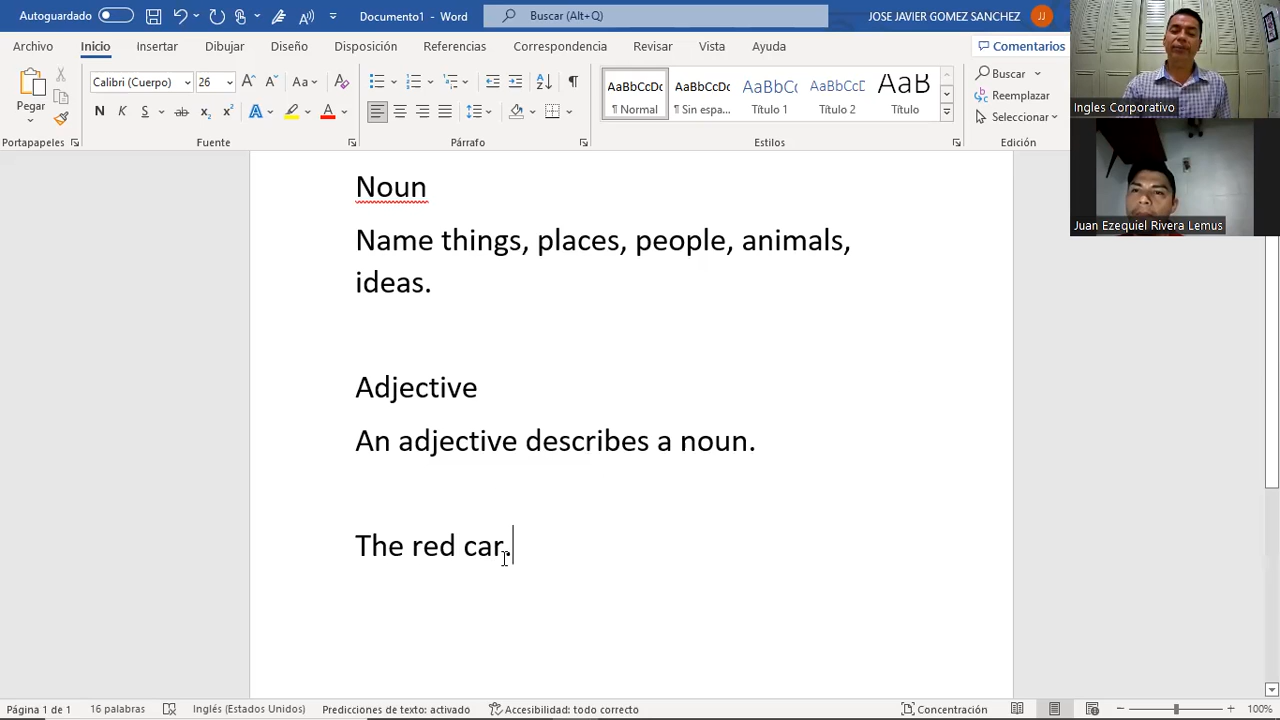 Autoguardado
Documento1 - Word
Buscar (Alt+Q)
JOSE JAVIER GOMEZ SANCHEZ
JJ
Archivo Inicio Insertar Dibujar Diseño Disposición Referencias Correspondencia Revisar Vista Ayuda
Comentarios
Pegar
Portapapeles
Calibri (Cuerpo) 26
N K S
Fuente
Párrafo
AaBbCcDc AaBbCcDc AaBbCc AaBbCcD AaB
¶ Normal ¶ Sin espa... Título 1 Título 2 Título
Estilos
Buscar
Reemplazar
Seleccionar
Edición
Ingles Corporativo
Juan Ezequiel Rivera Lemus
Noun
Name things, places, people, animals,
ideas.
Adjective
An adjective describes a noun.
The red car.
Página 1 de 1 16 palabras Inglés (Estados Unidos) Predicciones de texto: activado Accesibilidad: todo correcto Concentración 100%